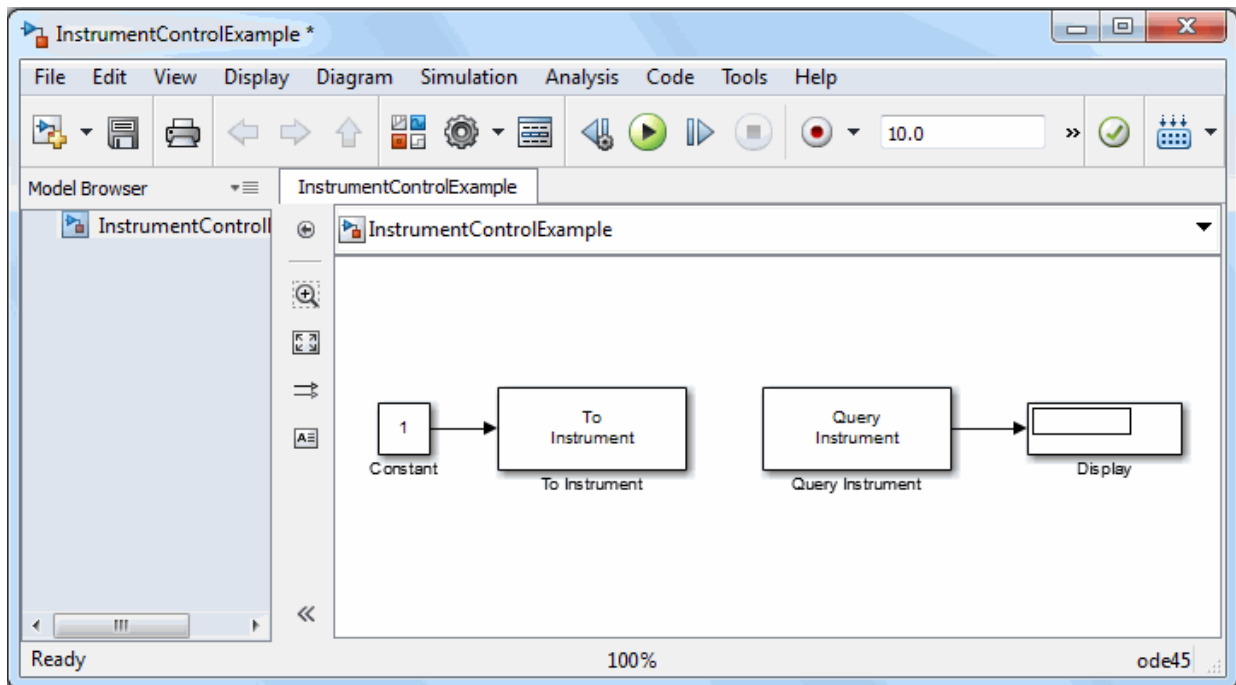 InstrumentControlExample *
File Edit View Display Diagram Simulation Analysis Code Tools Help
10.0 »
Model Browser
InstrumentControlExample
InstrumentControll
InstrumentControlExample
1
To
Instrument
Query
Instrument
Constant
To Instrument
Query Instrument
Display
Ready 100% ode45